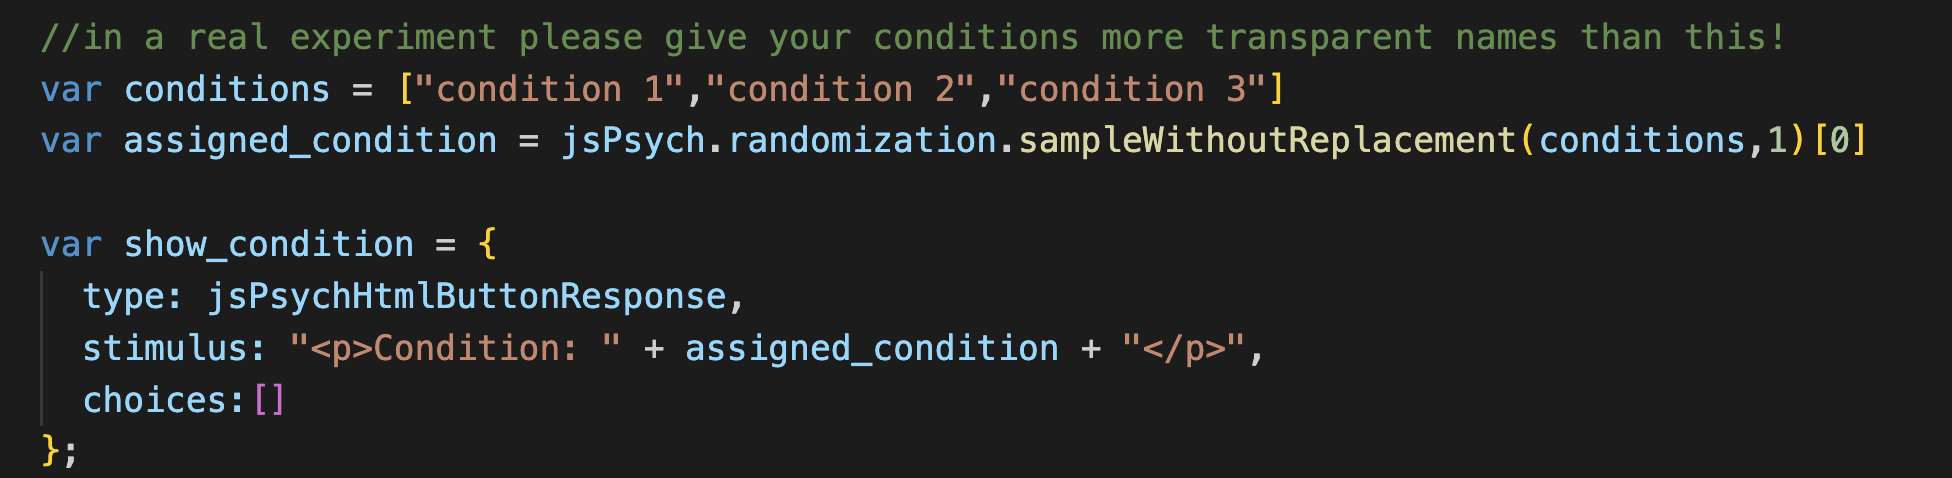 //in a real experiment please give your conditions more transparent names than this!
var conditions = ["condition 1","condition 2","condition 3"]
var assigned_condition = jsPsych.randomization.sampleWithoutReplacement(conditions,1)[0]

var show_condition = {
  type: jsPsychHtmlButtonResponse,
  stimulus: "<p>Condition: " + assigned_condition + "</p>",
  choices:[]
};